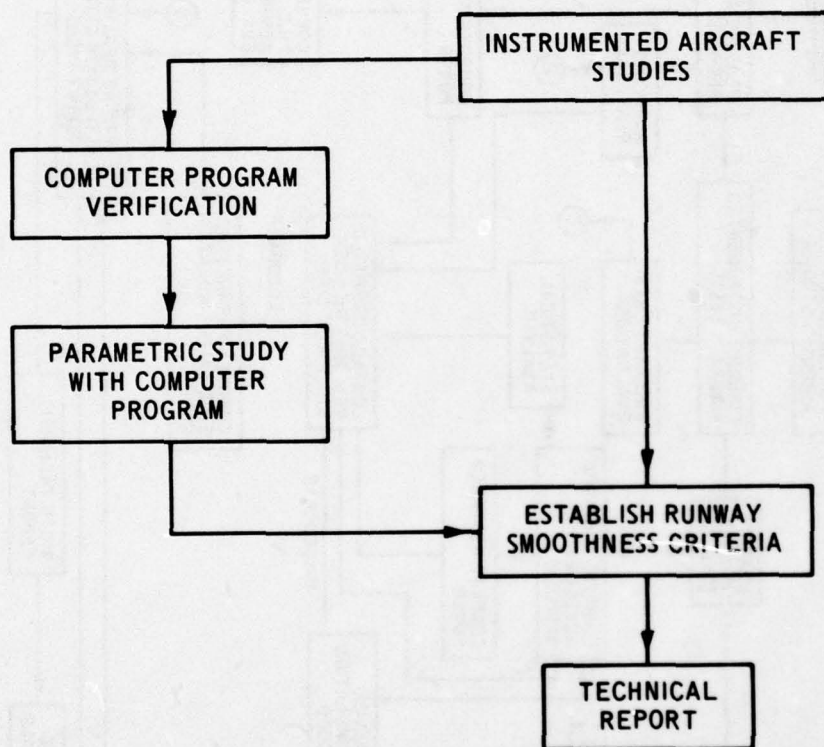 INSTRUMENTED AIRCRAFT
STUDIES
COMPUTER PROGRAM
VERIFICATION
PARAMETRIC STUDY
WITH COMPUTER
PROGRAM
ESTABLISH RUNWAY
SMOOTHNESS CRITERIA
TECHNICAL
REPORT